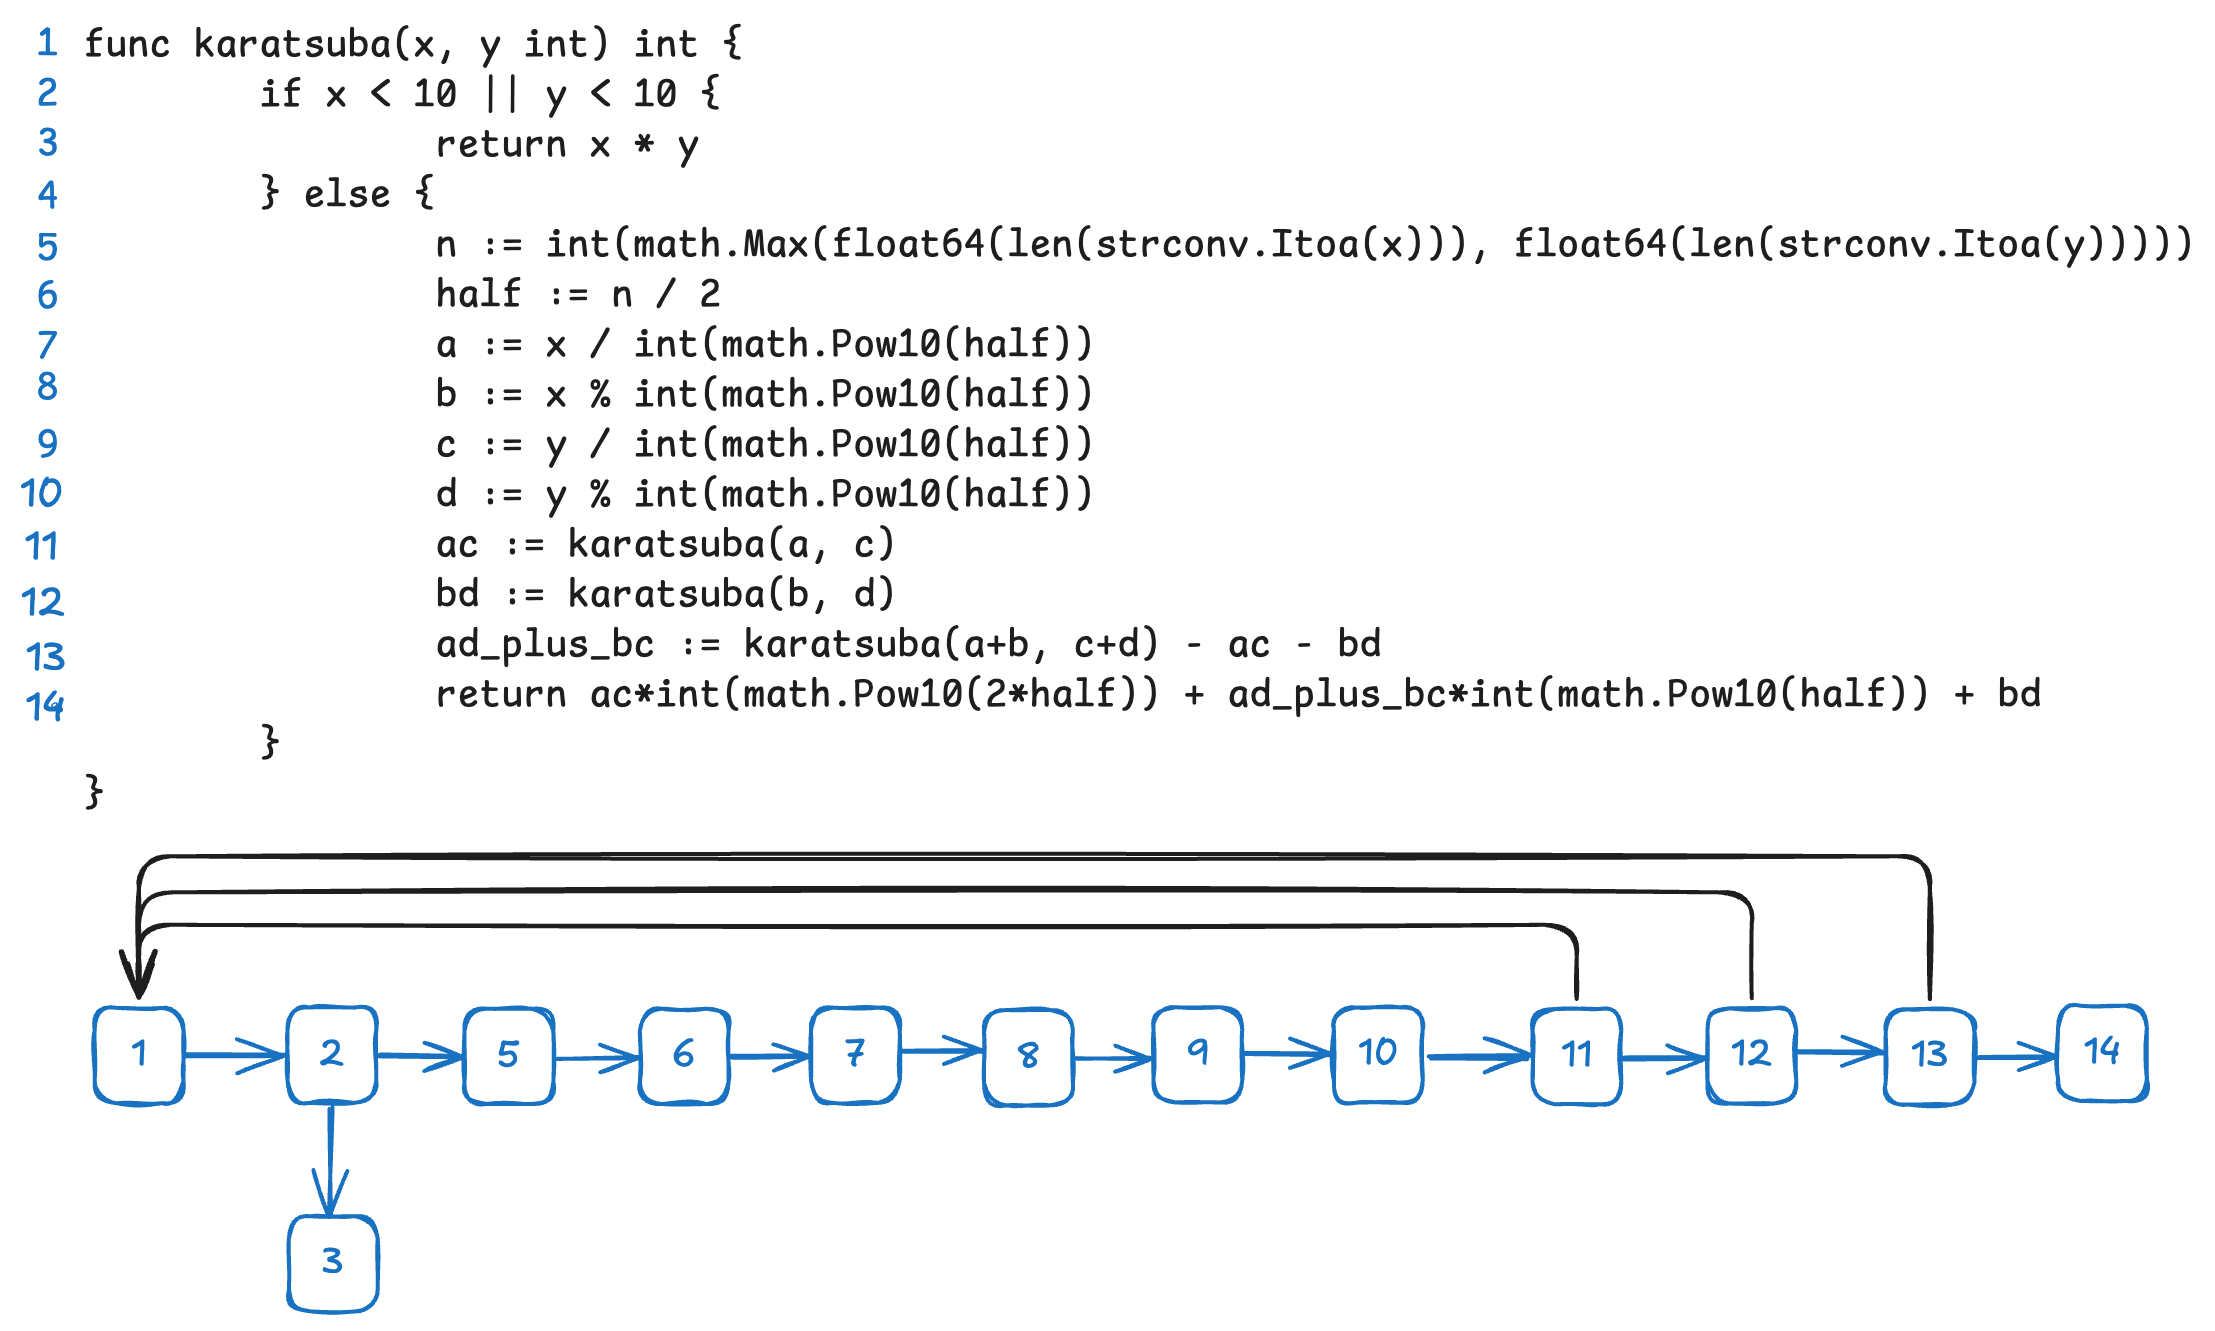 1 func karatsuba(x, y int) int {
2 if x < 10 || y < 10 {
3 return x * y
4 } else {
5 n := int(math.Max(float64(len(strconv.Itoa(x))), float64(len(strconv.Itoa(y)))))
6 half := n / 2
7 a := x / int(math.Pow10(half))
8 b := x % int(math.Pow10(half))
9 c := y / int(math.Pow10(half))
10 d := y % int(math.Pow10(half))
11 ac := karatsuba(a, c)
12 bd := karatsuba(b, d)
13 ad_plus_bc := karatsuba(a+b, c+d) - ac - bd
14 return ac*int(math.Pow10(2*half)) + ad_plus_bc*int(math.Pow10(half)) + bd
}
}
1 2 5 6 7 8 9 10 11 12 13 14
3